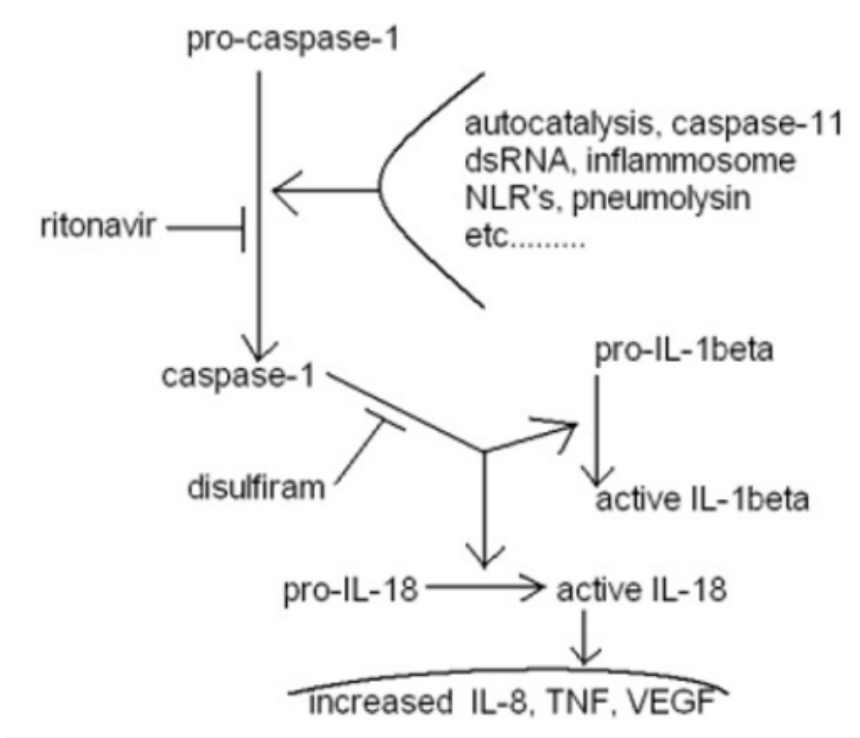 pro-caspase-1
autocatalysis, caspase-11
dsRNA, inflammosome
NLR's, pneumolysin
etc.........
ritonavir
caspase-1
pro-IL-1beta
disulfiram
active IL-1beta
pro-IL-18
active IL-18
increased IL-8, TNF, VEGF